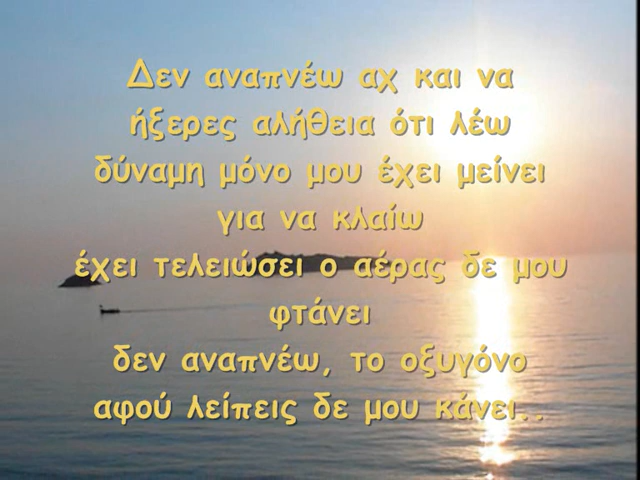 Δεν αναπνέω αχ και να
ήξερες αλήθεια ότι λέω
δύναμη μόνο μου έχει μείνει
για να κλαίω
έχει τελειώσει ο αέρας δε μου
φτάνει
δεν αναπνέω, το οξυγόνο
αφού λείπεις δε μου κάνει..